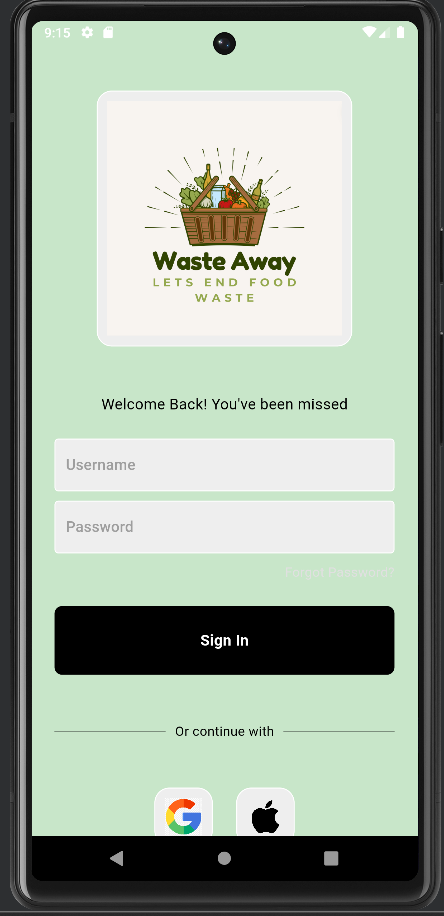 9:15
Waste Away
LETS END FOOD
WASTE
Welcome Back! You've been missed
Username
Password
Forgot Password?
Sign In
Or continue with